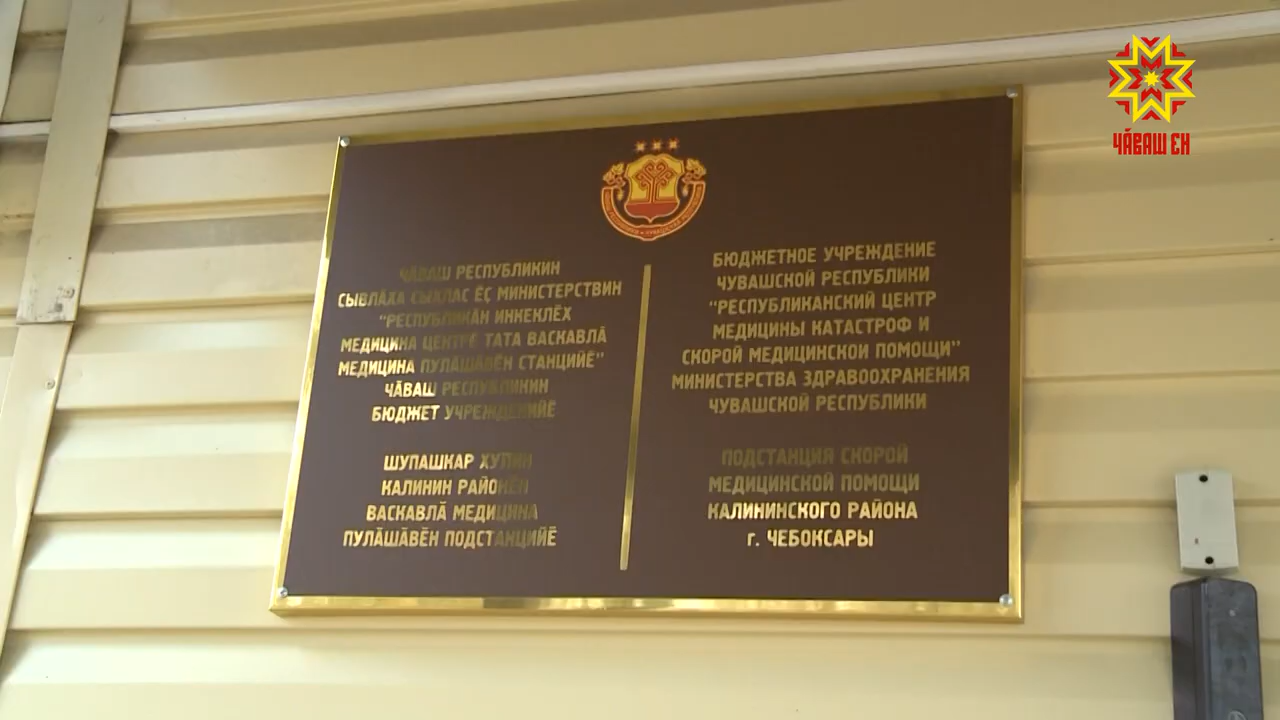 ЧӐВАШ ЕН
ЧӐВАШ РЕСПУБЛИКИН
СЫВЛӐХА СЫХЛАС ӖҪ МИНИСТЕРСТВИН
"РЕСПУБЛИКӐН ИНКЕКЛӖХ
МЕДИЦИНА ЦЕНТРӖ ТАТА ВАСКАВЛӐ
МЕДИЦИНА ПУЛӐШӐВӖН СТАНЦИЙӖ"
ЧӐВАШ РЕСПУБЛИКИН
БЮДЖЕТ УЧРЕЖДЕНИЙӖ
ШУПАШКАР ХУЛИН
КАЛИНИН РАЙОНӖН
ВАСКАВЛӐ МЕДИЦИНА
ПУЛӐШӐВӖН ПОДСТАНЦИЙӖ
БЮДЖЕТНОЕ УЧРЕЖДЕНИЕ
ЧУВАШСКОЙ РЕСПУБЛИКИ
"РЕСПУБЛИКАНСКИЙ ЦЕНТР
МЕДИЦИНЫ КАТАСТРОФ И
СКОРОЙ МЕДИЦИНСКОЙ ПОМОЩИ"
МИНИСТЕРСТВА ЗДРАВООХРАНЕНИЯ
ЧУВАШСКОЙ РЕСПУБЛИКИ
ПОДСТАНЦИЯ СКОРОЙ
МЕДИЦИНСКОЙ ПОМОЩИ
КАЛИНИНСКОГО РАЙОНА
г. ЧЕБОКСАРЫ